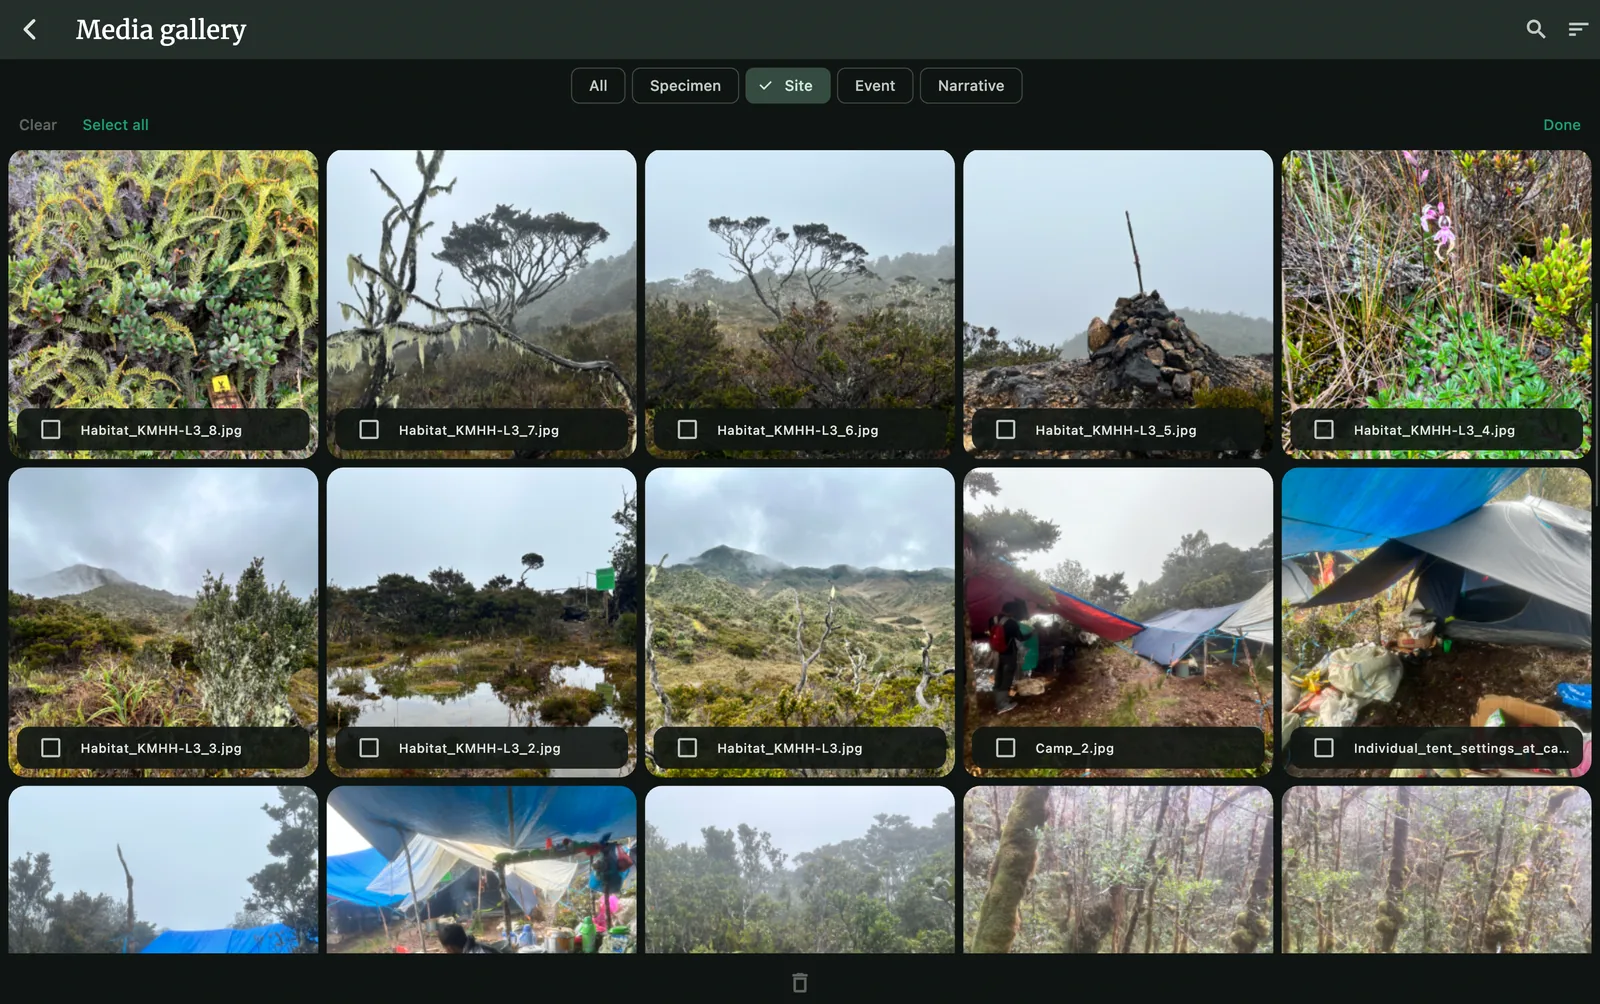 Media gallery
All
Specimen
Site
Event
Narrative
Clear
Select all
Done
Habitat_KMHH-L3_8.jpg
Habitat_KMHH-L3_7.jpg
Habitat_KMHH-L3_6.jpg
Habitat_KMHH-L3_5.jpg
Habitat_KMHH-L3_4.jpg
Habitat_KMHH-L3_3.jpg
Habitat_KMHH-L3_2.jpg
Habitat_KMHH-L3.jpg
Camp_2.jpg
Individual_tent_settings_at_ca...